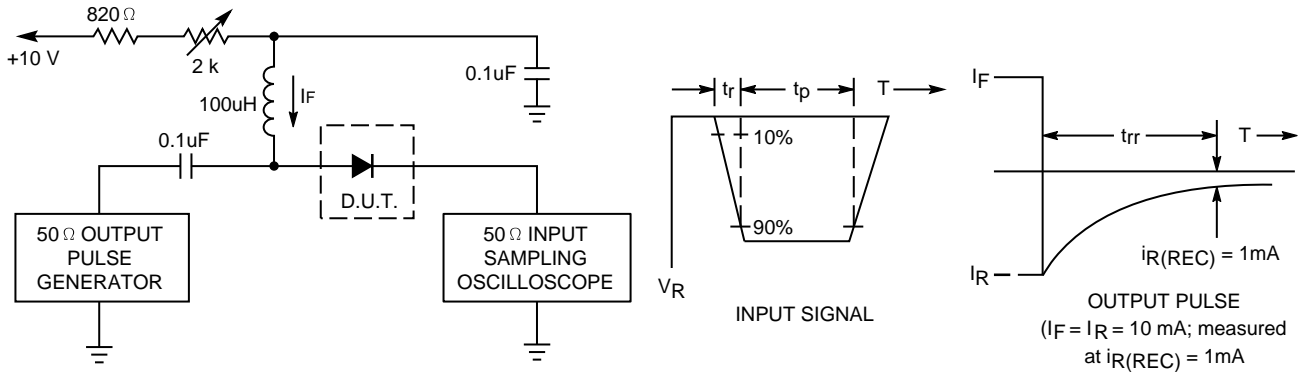 820 Ω
+10 V
2 k
0.1uF
100uH
IF
0.1uF
D.U.T.
50 Ω OUTPUT
PULSE
GENERATOR
50 Ω INPUT
SAMPLING
OSCILLOSCOPE
tr
tp
T
10%
90%
VR
INPUT SIGNAL
IF
trr
T
IR
iR(REC) = 1mA
OUTPUT PULSE
(IF = IR = 10 mA; measured
at iR(REC) = 1mA